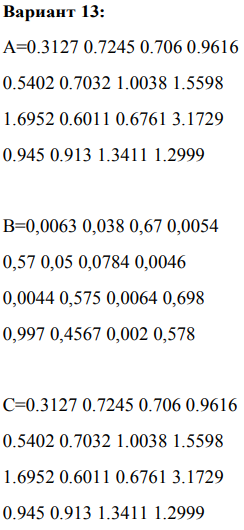 Вариант 13:
A=0.3127 0.7245 0.706 0.9616
0.5402 0.7032 1.0038 1.5598
1.6952 0.6011 0.6761 3.1729
0.945 0.913 1.3411 1.2999
B=0,0063 0,038 0,67 0,0054
0,57 0,05 0,0784 0,0046
0,0044 0,575 0,0064 0,698
0,997 0,4567 0,002 0,578
C=0.3127 0.7245 0.706 0.9616
0.5402 0.7032 1.0038 1.5598
1.6952 0.6011 0.6761 3.1729
0.945 0.913 1.3411 1.2999